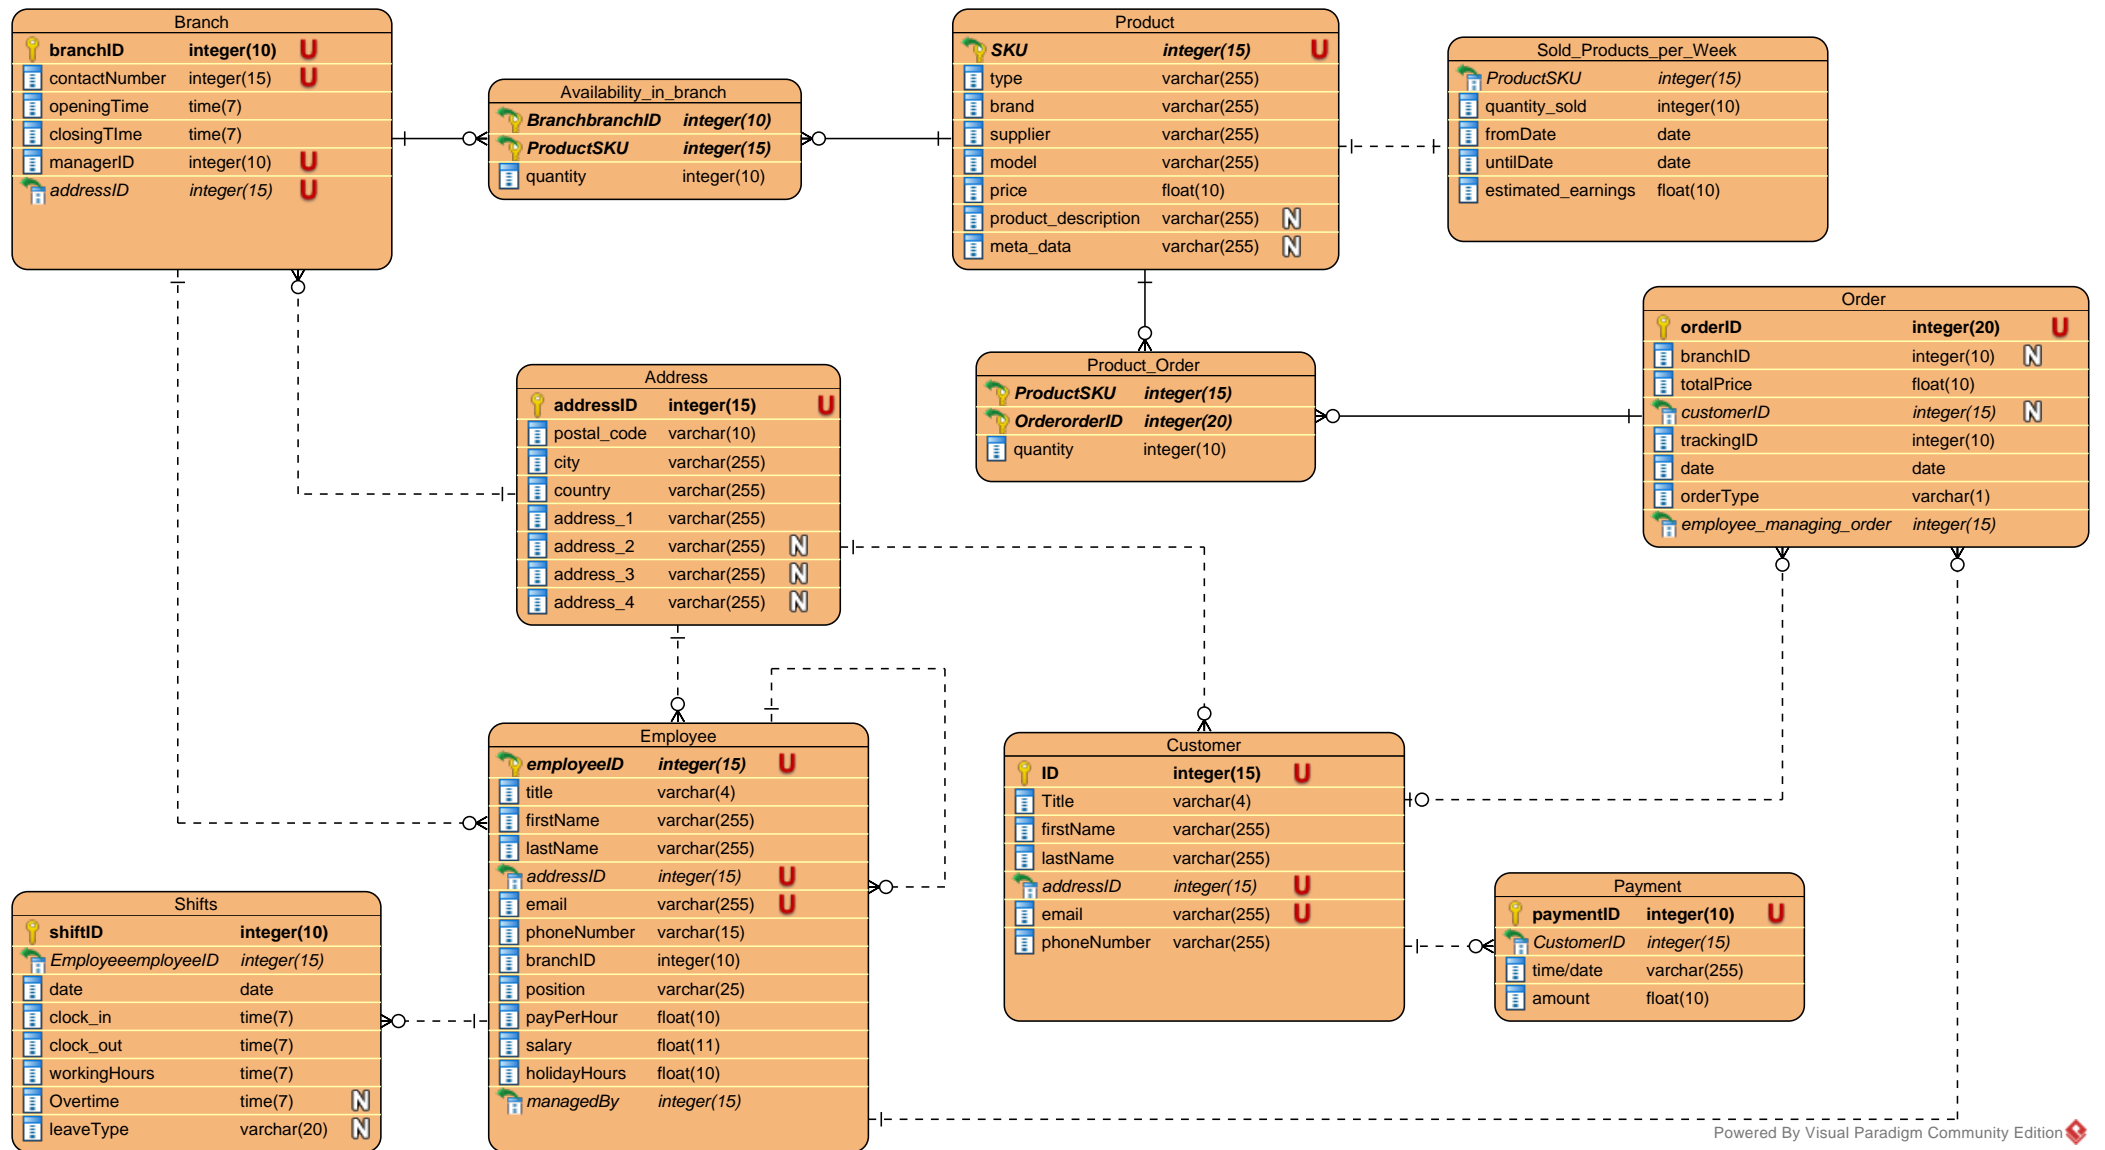 Branch
branchID integer(10) U
contactNumber integer(15) U
openingTime time(7)
closingTIme time(7)
managerID integer(10) U
addressID integer(15) U
Availability_in_branch
BranchbranchID integer(10)
ProductSKU integer(15)
quantity integer(10)
Product
SKU integer(15) U
type varchar(255)
brand varchar(255)
supplier varchar(255)
model varchar(255)
price float(10)
product_description varchar(255) N
meta_data varchar(255) N
Sold_Products_per_Week
ProductSKU integer(15)
quantity_sold integer(10)
fromDate date
untilDate date
estimated_earnings float(10)
Order
orderID integer(20) U
branchID integer(10) N
totalPrice float(10)
customerID integer(15) N
trackingID integer(10)
date date
orderType varchar(1)
employee_managing_order integer(15)
Product_Order
ProductSKU integer(15)
OrderorderID integer(20)
quantity integer(10)
Address
addressID integer(15) U
postal_code varchar(10)
city varchar(255)
country varchar(255)
address_1 varchar(255)
address_2 varchar(255) N
address_3 varchar(255) N
address_4 varchar(255) N
Employee
employeeID integer(15) U
title varchar(4)
firstName varchar(255)
lastName varchar(255)
addressID integer(15) U
email varchar(255) U
phoneNumber varchar(15)
branchID integer(10)
position varchar(25)
payPerHour float(10)
salary float(11)
holidayHours float(10)
managedBy integer(15)
Customer
ID integer(15) U
Title varchar(4)
firstName varchar(255)
lastName varchar(255)
addressID integer(15) U
email varchar(255) U
phoneNumber varchar(255)
Payment
paymentID integer(10) U
CustomerID integer(15)
time/date varchar(255)
amount float(10)
Shifts
shiftID integer(10)
EmployeeemployeeID integer(15)
date date
clock_in time(7)
clock_out time(7)
workingHours time(7)
Overtime time(7) N
leaveType varchar(20) N
Powered By Visual Paradigm Community Edition